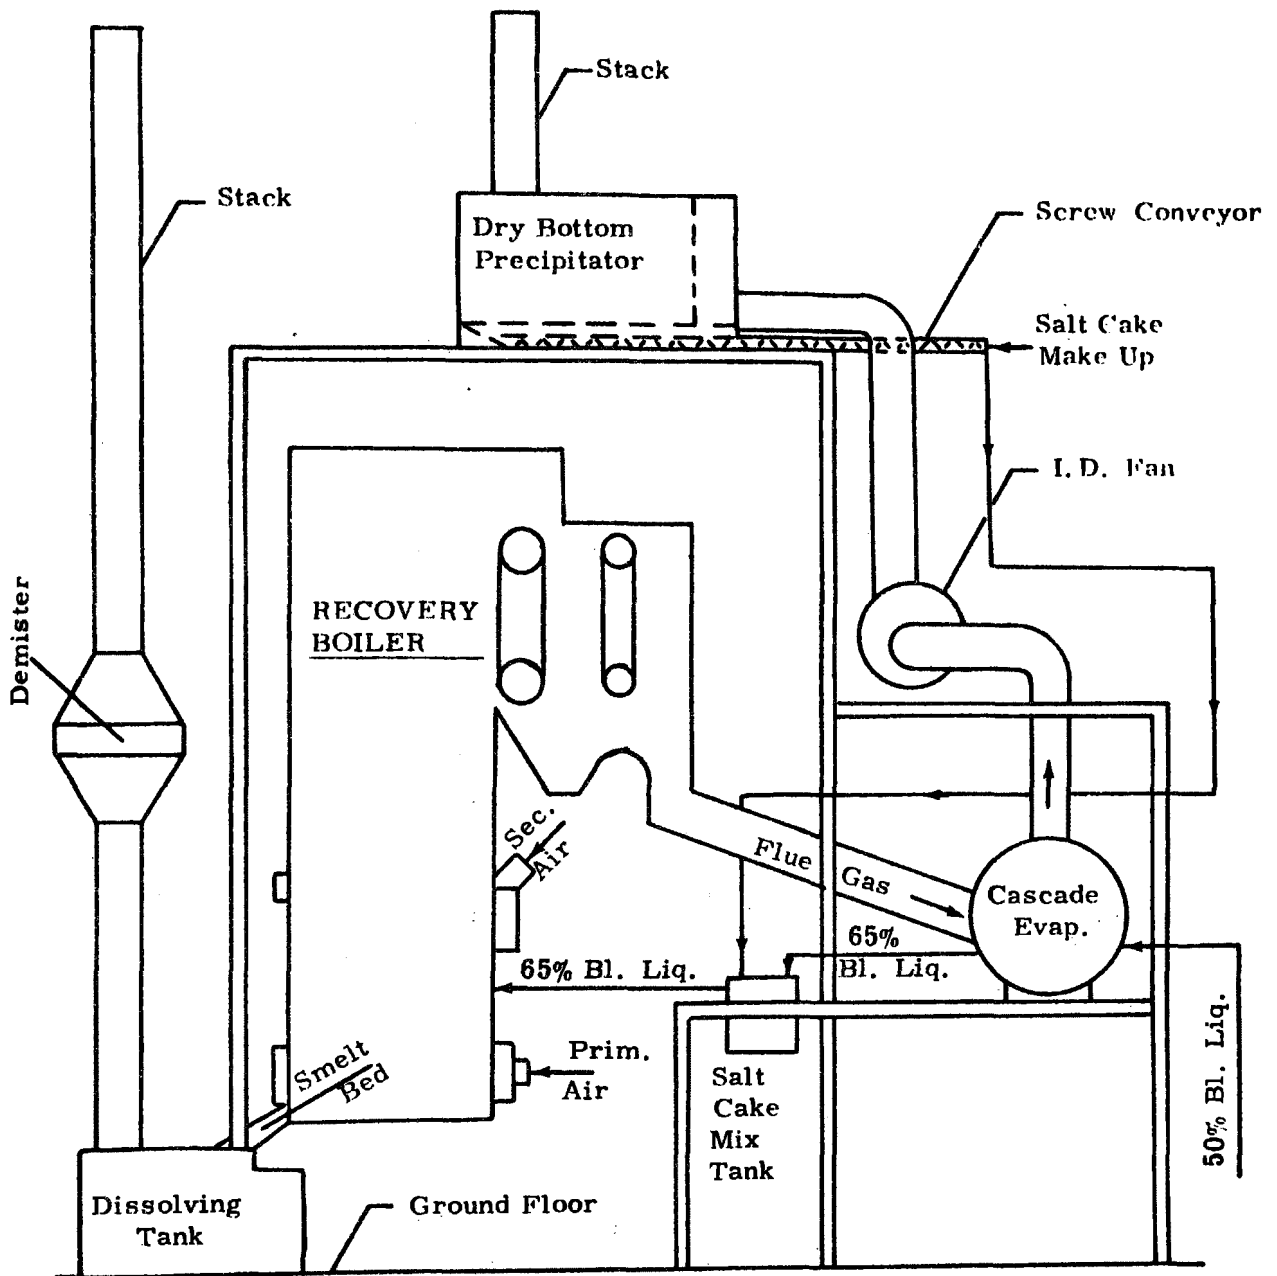 Stack
Stack
Dry Bottom
Precipitator
Screw Conveyor
Salt Cake
Make Up
I.D. Fan
RECOVERY
BOILER
Demister
Sec.
Air
Flue Gas
Cascade
Evap.
65%
Bl. Liq.
65% Bl. Liq.
50% Bl. Liq.
Prim.
Air
Smelt
Bed
Salt
Cake
Mix
Tank
Dissolving
Tank
Ground Floor